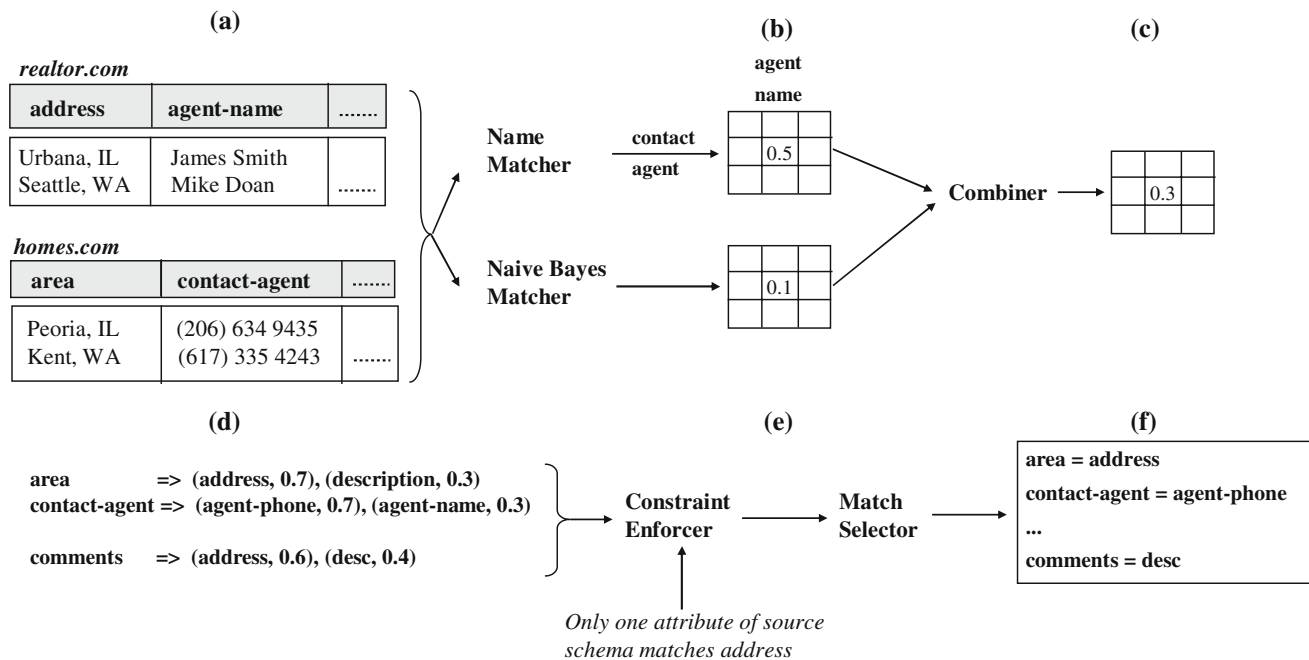 (a)
(b)
(c)
realtor.com
address agent-name .......
Urbana, IL James Smith
Seattle, WA Mike Doan .......
homes.com
area contact-agent .......
Peoria, IL (206) 634 9435
Kent, WA (617) 335 4243 .......
Name
Matcher
contact
agent
agent
name
0.5
Naive Bayes
Matcher
0.1
Combiner
0.3
(d)
(e)
(f)
area => (address, 0.7), (description, 0.3)
contact-agent => (agent-phone, 0.7), (agent-name, 0.3)
comments => (address, 0.6), (desc, 0.4)
Constraint
Enforcer
Only one attribute of source
schema matches address
Match
Selector
area = address
contact-agent = agent-phone
...
comments = desc